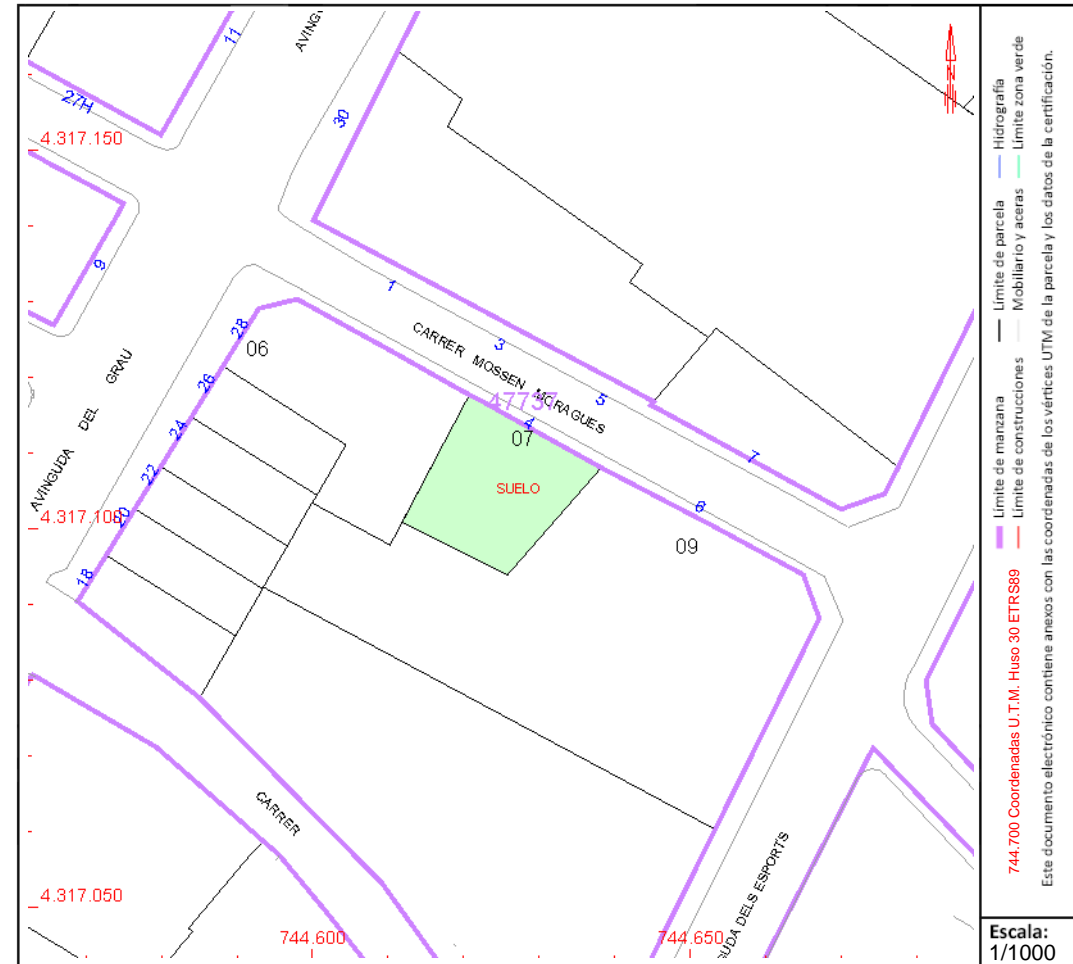 11
AVING
27H
30
4.317.150
9
1
28
CARRER MOSSEN MORAGUES
3
06
AVINGUDA DEL GRAU
26
47757
5
4
24
07
7
22
SUELO
6
20
4.317.100
09
18
CARRER
UDA DELS ESPORTS
4.317.050
744.600
744.650
Límite de manzana
Límite de parcela
Hidrografía
Límite de construcciones
Mobiliario y aceras
Límite zona verde
744.700 Coordenadas U.T.M. Huso 30 ETRS89
Este documento electrónico contiene anexos con las coordenadas de los vértices UTM de la parcela y los datos de la certificación.
Escala:
1/1000